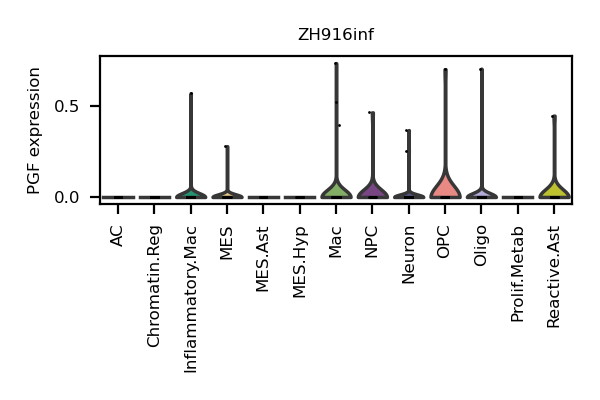 ZH916inf
PGF expression
0.5
0.0
AC
Chromatin.Reg
Inflammatory.Mac
MES
MES.Ast
MES.Hyp
Mac
NPC
Neuron
OPC
Oligo
Prolif.Metab
Reactive.Ast